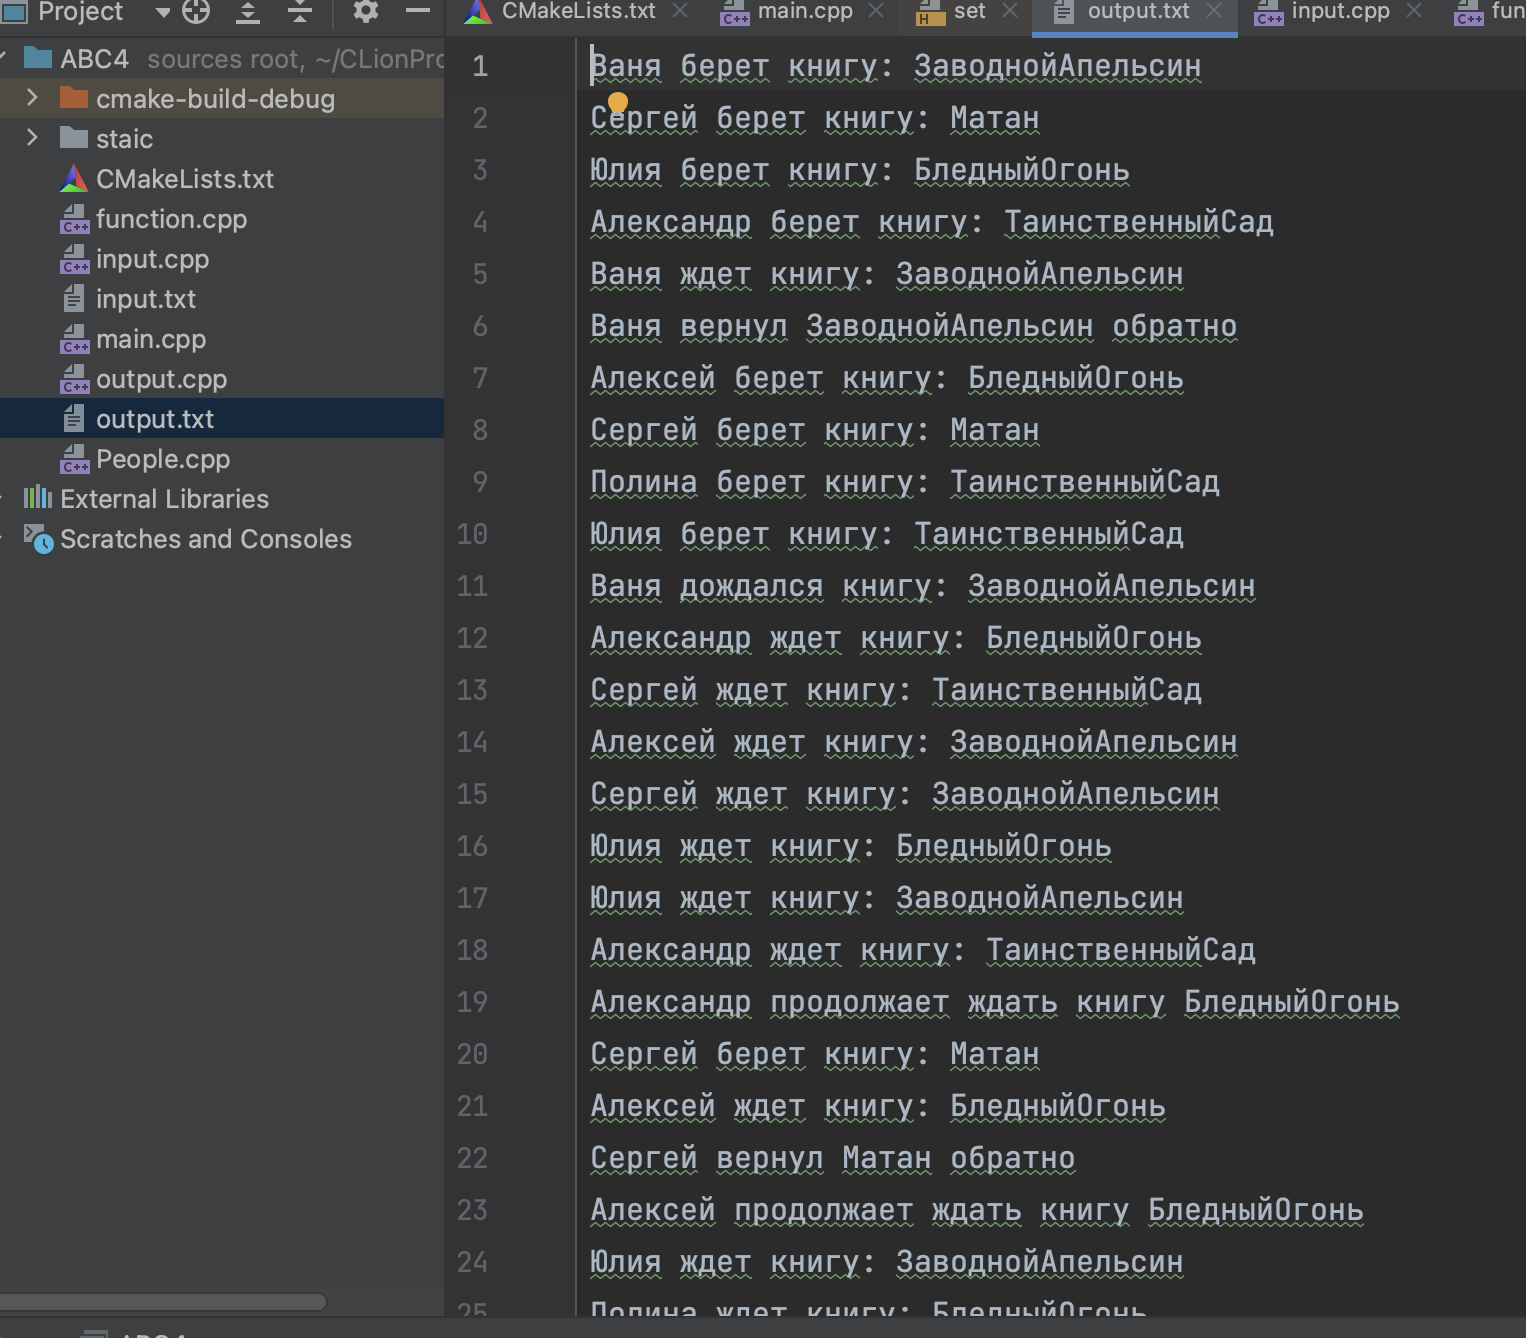 Project
CMakeLists.txt
main.cpp
set
output.txt
input.cpp
fun
ABC4 sources root, ~/CLionPro
cmake-build-debug
staic
CMakeLists.txt
function.cpp
input.cpp
input.txt
main.cpp
output.cpp
output.txt
People.cpp
External Libraries
Scratches and Consoles
1 Ваня берет книгу: ЗаводнойАпельсин
2 Сергей берет книгу: Матан
3 Юлия берет книгу: БледныйОгонь
4 Александр берет книгу: ТаинственныйСад
5 Ваня ждет книгу: ЗаводнойАпельсин
6 Ваня вернул ЗаводнойАпельсин обратно
7 Алексей берет книгу: БледныйОгонь
8 Сергей берет книгу: Матан
9 Полина берет книгу: ТаинственныйСад
10 Юлия берет книгу: ТаинственныйСад
11 Ваня дождался книгу: ЗаводнойАпельсин
12 Александр ждет книгу: БледныйОгонь
13 Сергей ждет книгу: ТаинственныйСад
14 Алексей ждет книгу: ЗаводнойАпельсин
15 Сергей ждет книгу: ЗаводнойАпельсин
16 Юлия ждет книгу: БледныйОгонь
17 Юлия ждет книгу: ЗаводнойАпельсин
18 Александр ждет книгу: ТаинственныйСад
19 Александр продолжает ждать книгу БледныйОгонь
20 Сергей берет книгу: Матан
21 Алексей ждет книгу: БледныйОгонь
22 Сергей вернул Матан обратно
23 Алексей продолжает ждать книгу БледныйОгонь
24 Юлия ждет книгу: ЗаводнойАпельсин
25 Полина ждет книгу: БледныйОгонь
ABC4